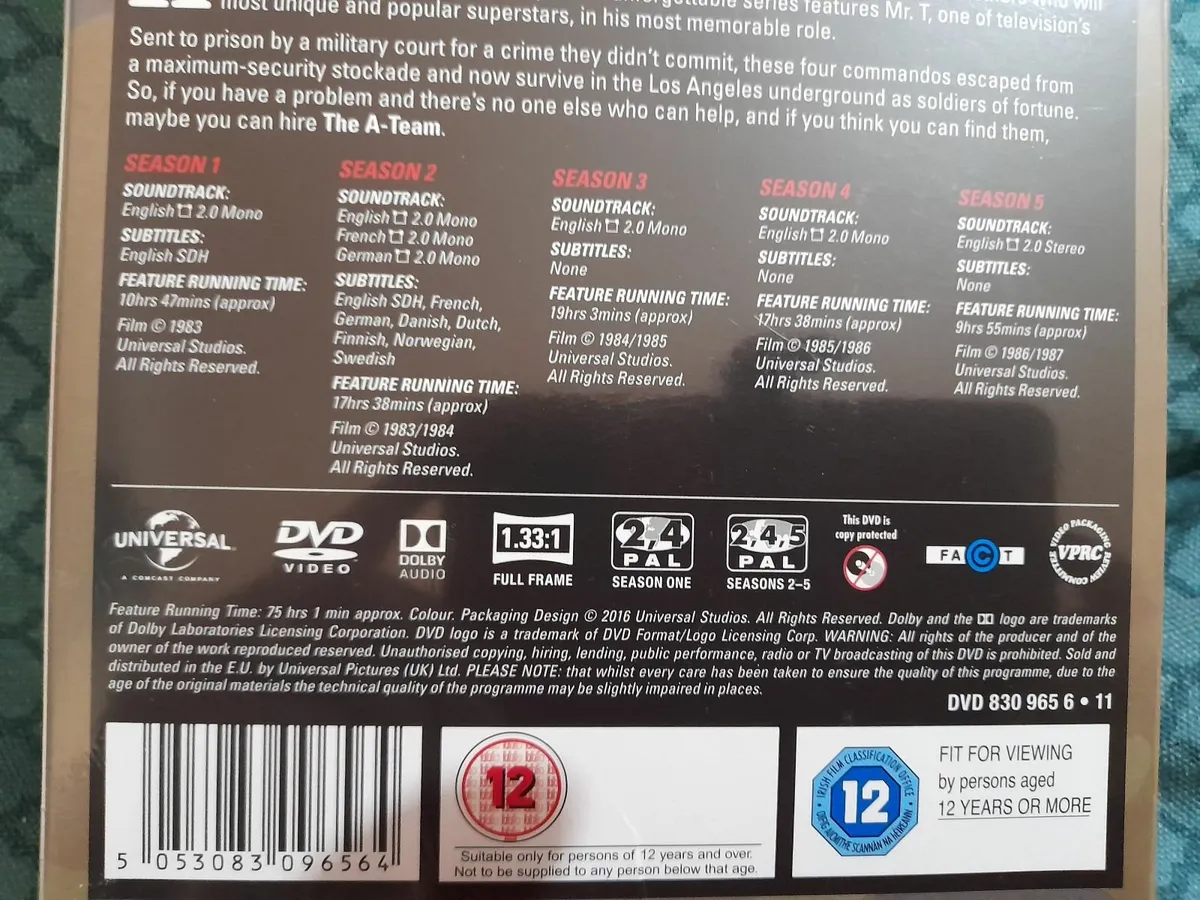 most unique and popular superstars, in his most memorable role.
series features Mr. T, one of television's
Sent to prison by a military court for a crime they didn't commit, these four commandos escaped from
a maximum-security stockade and now survive in the Los Angeles underground as soldiers of fortune.
So, if you have a problem and there's no one else who can help, and if you think you can find them,
maybe you can hire The A-Team.
SEASON 1
SOUNDTRACK:
English 2.0 Mono
SUBTITLES:
English SDH
FEATURE RUNNING TIME:
10hrs 47mins (approx)
Film © 1983
Universal Studios.
All Rights Reserved.
SEASON 2
SOUNDTRACK:
English 2.0 Mono
French 2.0 Mono
German 2.0 Mono
SUBTITLES:
English SDH, French,
German, Danish, Dutch,
Finnish, Norwegian,
Swedish
FEATURE RUNNING TIME:
17hrs 38mins (approx)
Film © 1983/1984
Universal Studios.
All Rights Reserved.
SEASON 3
SOUNDTRACK:
English 2.0 Mono
SUBTITLES:
None
FEATURE RUNNING TIME:
19hrs 3mins (approx)
Film © 1984/1985
Universal Studios.
All Rights Reserved.
SEASON 4
SOUNDTRACK:
English 2.0 Mono
SUBTITLES:
None
FEATURE RUNNING TIME:
17hrs 38mins (approx)
Film © 1985/1986
Universal Studios.
All Rights Reserved.
SEASON 5
SOUNDTRACK:
English 2.0 Stereo
SUBTITLES:
None
FEATURE RUNNING TIME:
9hrs 55mins (approx)
Film © 1986/1987
Universal Studios.
All Rights Reserved.
UNIVERSAL
A COMCAST COMPANY
DVD
VIDEO
DOLBY
AUDIO
1.33:1
FULL FRAME
2,4
PAL
SEASON ONE
2,4,5
PAL
SEASONS 2-5
This DVD is
copy protected
FACT
VIDEO PACKAGING REVIEW COMMITTEE
VPRC
Feature Running Time: 75 hrs 1 min approx. Colour. Packaging Design © 2016 Universal Studios. All Rights Reserved. Dolby and the logo are trademarks
of Dolby Laboratories Licensing Corporation. DVD logo is a trademark of DVD Format/Logo Licensing Corp. WARNING: All rights of the producer and of the
owner of the work reproduced reserved. Unauthorised copying, hiring, lending, public performance, radio or TV broadcasting of this DVD is prohibited. Sold and
distributed in the E.U. by Universal Pictures (UK) Ltd. PLEASE NOTE: that whilst every care has been taken to ensure the quality of this programme, due to the
age of the original materials the technical quality of the programme may be slightly impaired in places.
DVD 830 965 6 • 11
5 053083 096564
12
Suitable only for persons of 12 years and over.
Not to be supplied to any person below that age.
IRISH FILM CLASSIFICATION OFFICE
12
OIFIG AICMITHE SCANNÁN NA hÉIREANN
FIT FOR VIEWING
by persons aged
12 YEARS OR MORE